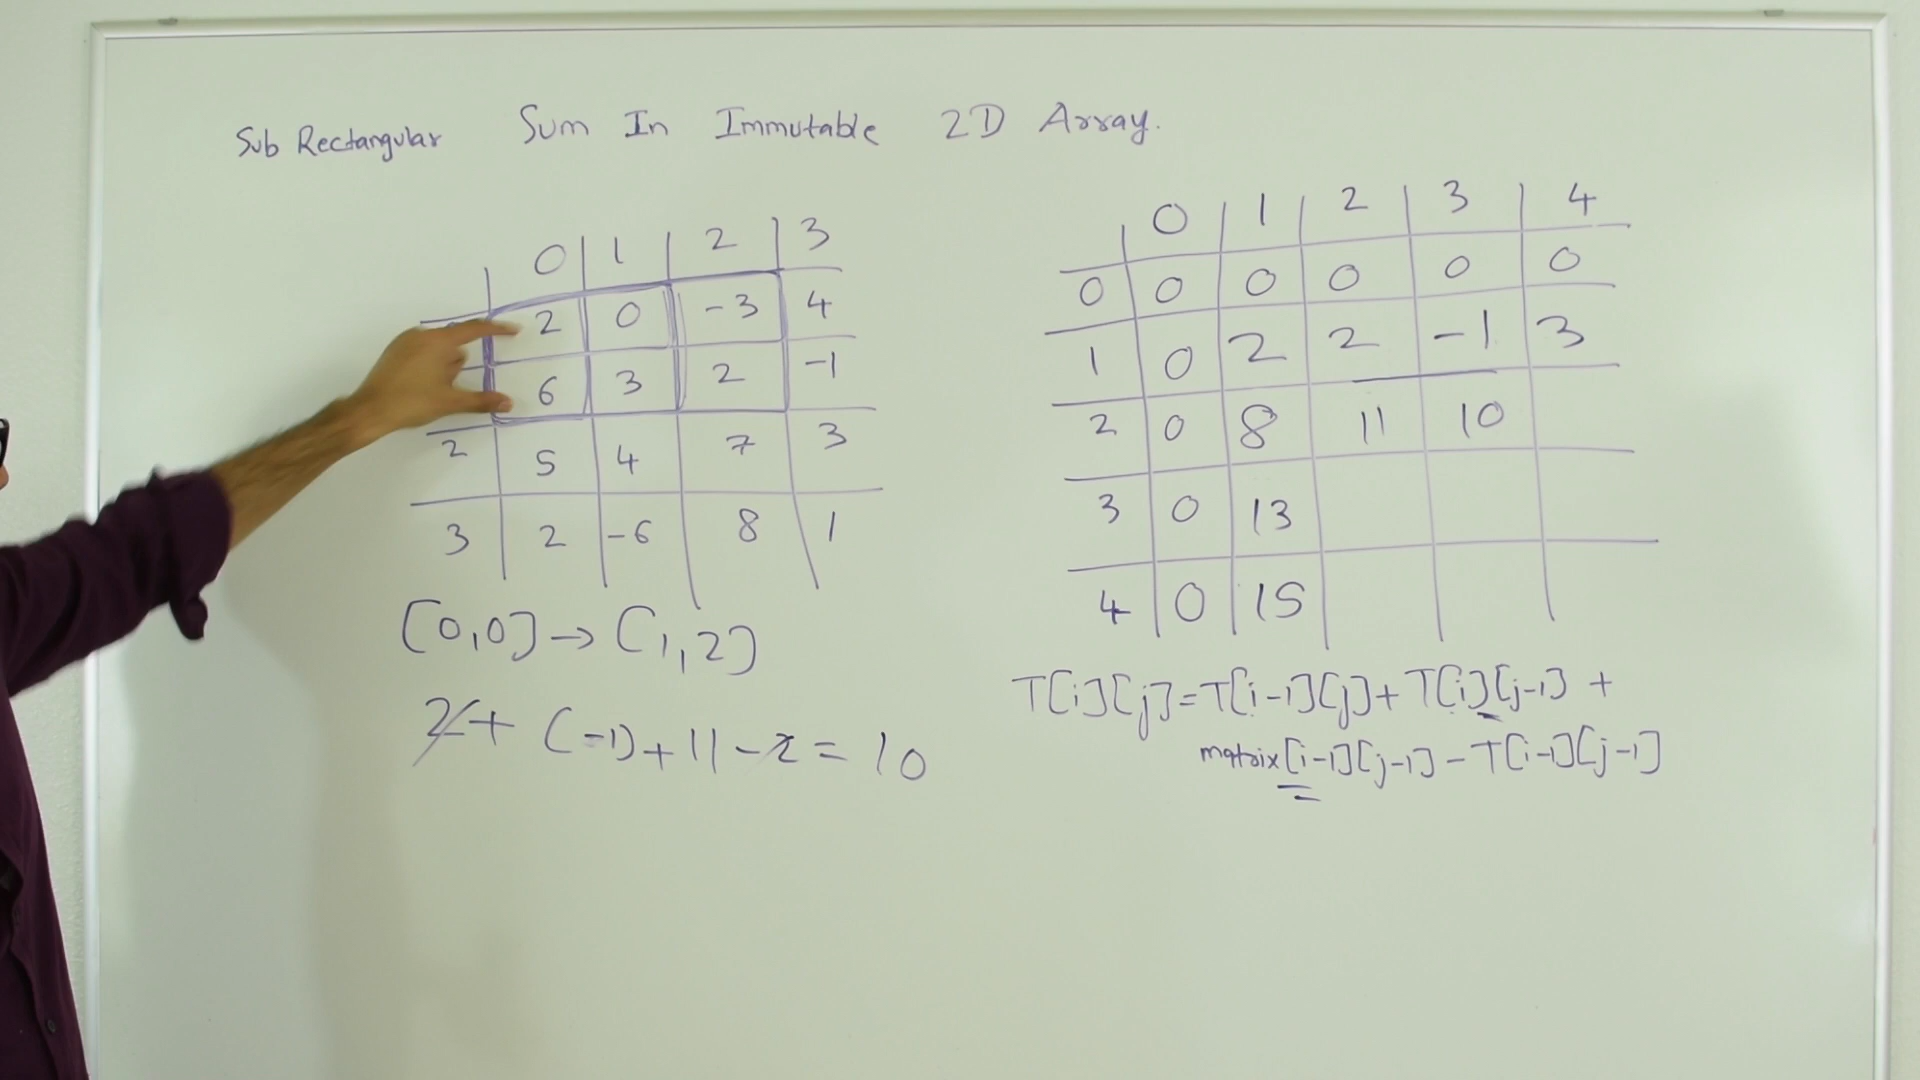 Sub Rectangular Sum In Immutable 2D Array.
0 1 2 3
2 0 -3 4
6 3 2 -1
2 5 4 7 3
3 2 -6 8 1
[0,0] → [1,2]
2+ (-1)+11-2=10
0 1 2 3 4
0 0 0 0 0 0
1 0 2 2 -1 3
2 0 8 11 10
3 0 13
4 0 15
T[i][j]=T[i-1][j]+T[i][j-1] +
matrix[i-1][j-1]-T[i-1][j-1]